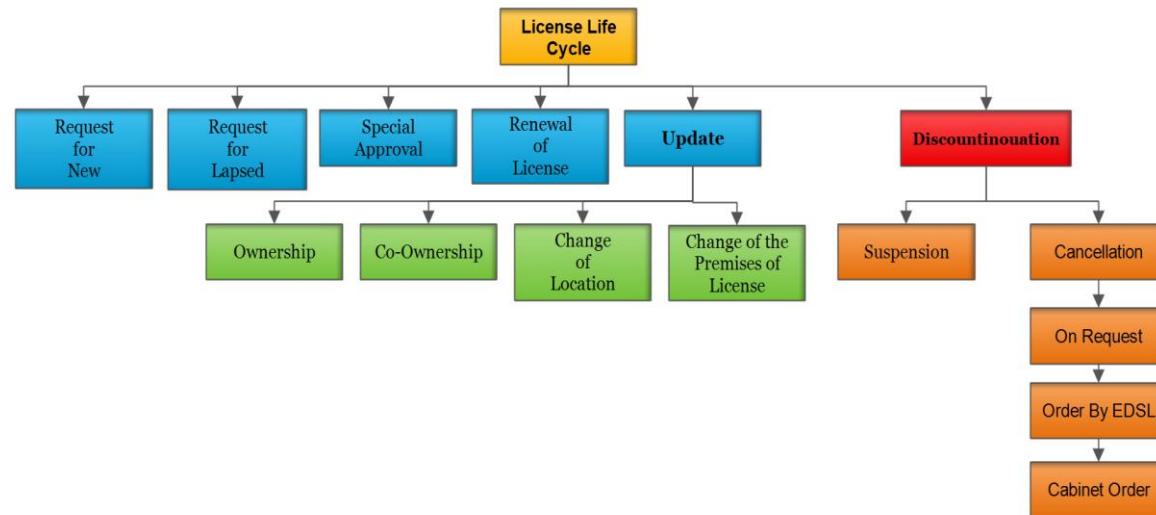 License Life
Cycle
Request
for
New
Request
for
Lapsed
Special
Approval
Renewal
of
License
Update
Discountinouation
Ownership
Co-Ownership
Change
of
Location
Change of the
Premises of
License
Suspension
Cancellation
On Request
Order By EDSL
Cabinet Order